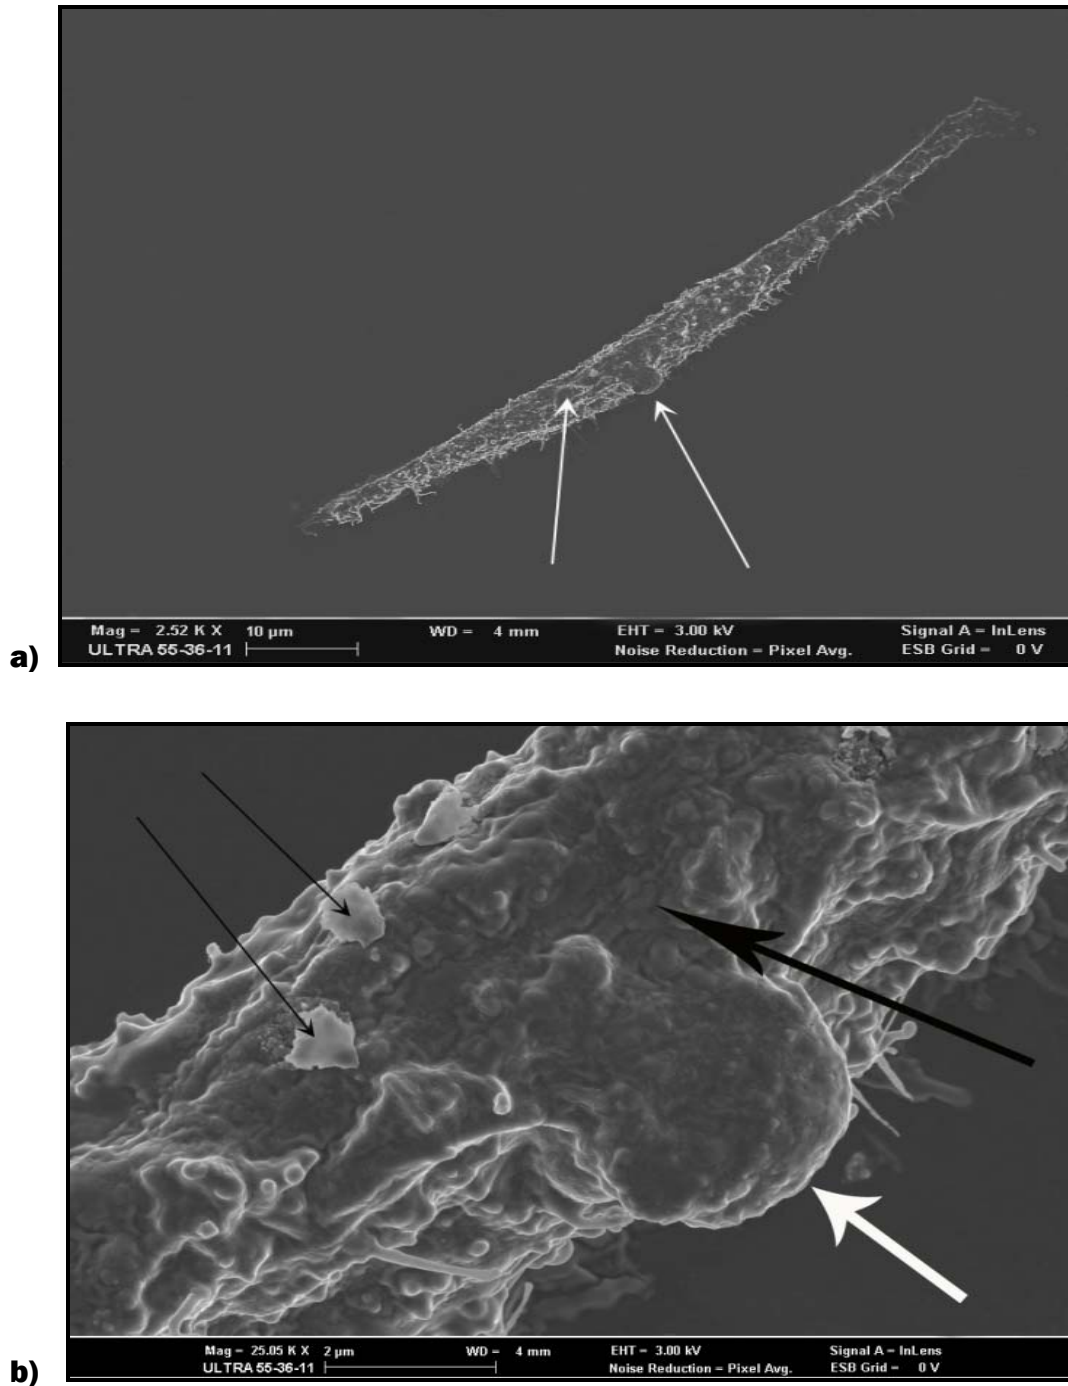 Mag = 2.52 K X 10 µm WD = 4 mm EHT = 3.00 kV Signal A = InLens
ULTRA 55-36-11 Noise Reduction = Pixel Avg. ESB Grid = 0 V
a)
Mag = 25.05 K X 2 µm WD = 4 mm EHT = 3.00 kV Signal A = InLens
ULTRA 55-36-11 Noise Reduction = Pixel Avg. ESB Grid = 0 V
b)